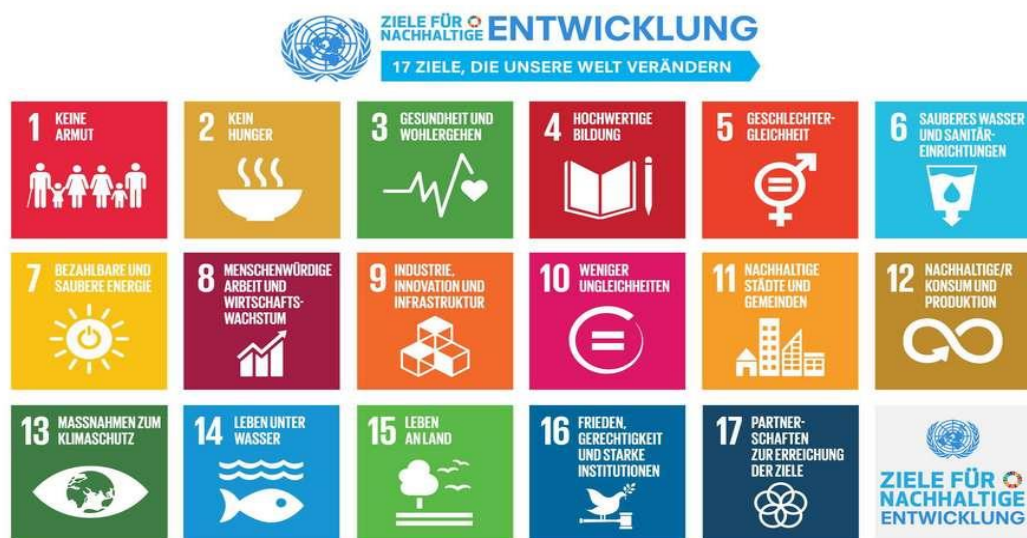 ZIELE FÜR
NACHHALTIGE
ENTWICKLUNG
17 ZIELE, DIE UNSERE WELT VERÄNDERN
1 KEINE
ARMUT
2 KEIN
HUNGER
3 GESUNDHEIT UND
WOHLERGEHEN
4 HOCHWERTIGE
BILDUNG
5 GESCHLECHTER-
GLEICHHEIT
6 SAUBERES WASSER
UND SANITÄR-
EINRICHTUNGEN
7 BEZAHLBARE UND
SAUBERE ENERGIE
8 MENSCHENWÜRDIGE
ARBEIT UND
WIRTSCHAFTS-
WACHSTUM
9 INDUSTRIE,
INNOVATION UND
INFRASTRUKTUR
10 WENIGER
UNGLEICHHEITEN
11 NACHHALTIGE
STÄDTE UND
GEMEINDEN
12 NACHHALTIGE/R
KONSUM UND
PRODUKTION
13 MASSNAHMEN ZUM
KLIMASCHUTZ
14 LEBEN UNTER
WASSER
15 LEBEN
AN LAND
16 FRIEDEN,
GERECHTIGKEIT
UND STARKE
INSTITUTIONEN
17 PARTNER-
SCHAFTEN
ZUR ERREICHUNG
DER ZIELE
ZIELE FÜR
NACHHALTIGE
ENTWICKLUNG